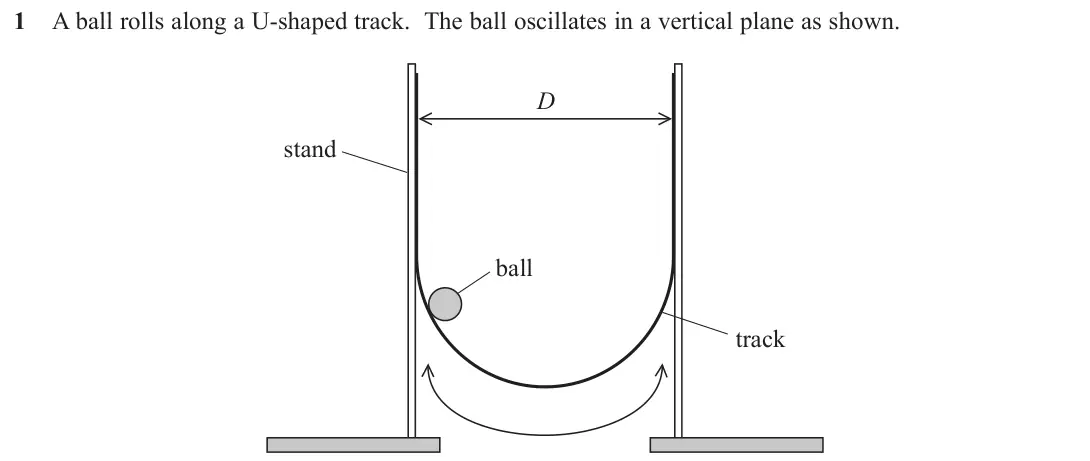 1 A ball rolls along a U-shaped track. The ball oscillates in a vertical plane as shown.
D
stand
ball
track